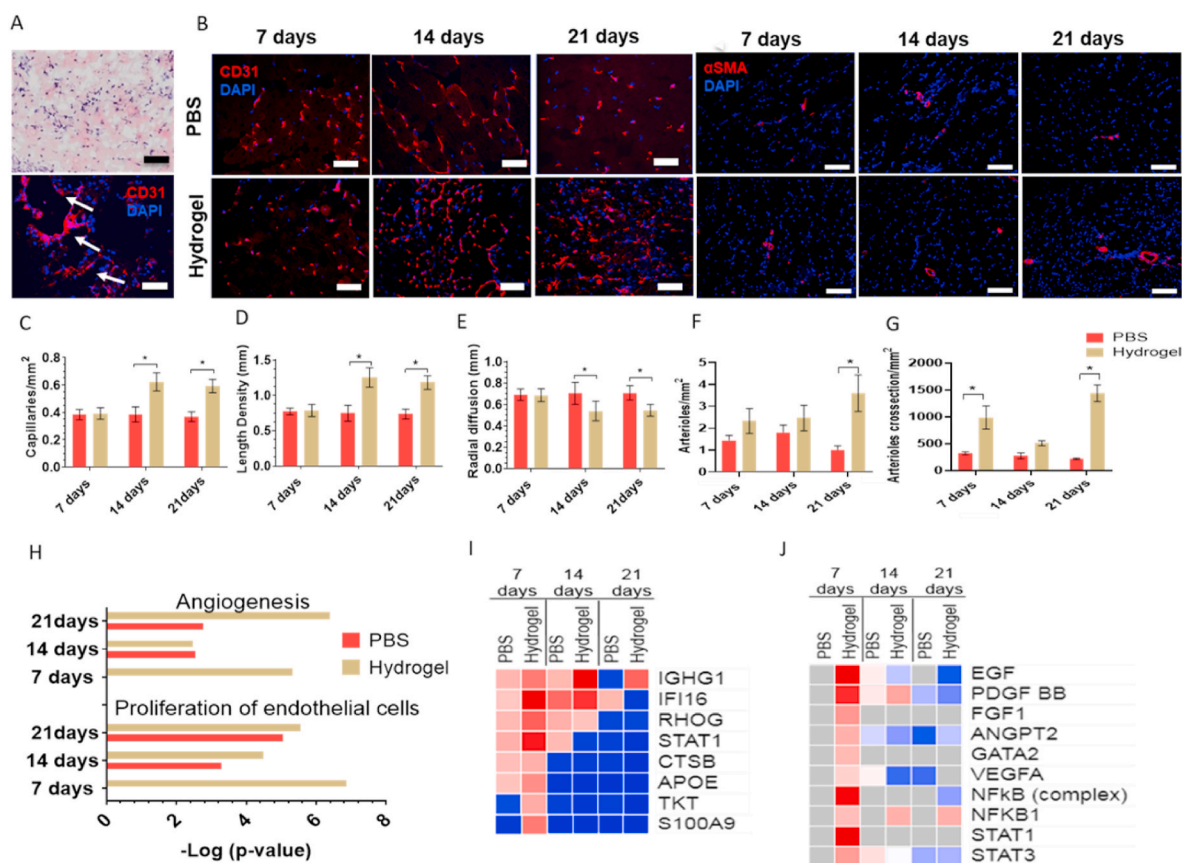 A
B
7 days
14 days
21 days
7 days
14 days
21 days
CD31
DAPI
αSMA
DAPI
PBS
CD31
DAPI
Hydrogel
C
D
E
F
G
PBS
Hydrogel
Capillaries/mm²
0.8
0.6
0.4
0.2
0.0
7 days
14 days
21 days
Length Density (mm)
1.5
1.0
0.5
0.0
7 days
14 days
21days
Radial diffusion (mm)
1.0
0.8
0.6
0.4
0.2
0.0
7 days
14 days
21 days
Arterioles/mm²
5
4
3
2
1
0
7 days
14 days
21 days
Arterioles crossection/mm²
2000
1500
1000
500
0
7 days
14 days
21 days
*
*
*
*
*
*
*
*
*
H
Angiogenesis
21days
14 days
7 days
PBS
Hydrogel
Proliferation of endothelial cells
21days
14 days
7 days
0
2
4
6
8
-Log (p-value)
I
7 days
14 days
21 days
PBS
Hydrogel
PBS
Hydrogel
PBS
Hydrogel
IGHG1
IFI16
RHOG
STAT1
CTSB
APOE
TKT
S100A9
J
7 days
14 days
21 days
PBS
Hydrogel
PBS
Hydrogel
PBS
Hydrogel
EGF
PDGF BB
FGF1
ANGPT2
GATA2
VEGFA
NFkB (complex)
NFKB1
STAT1
STAT3